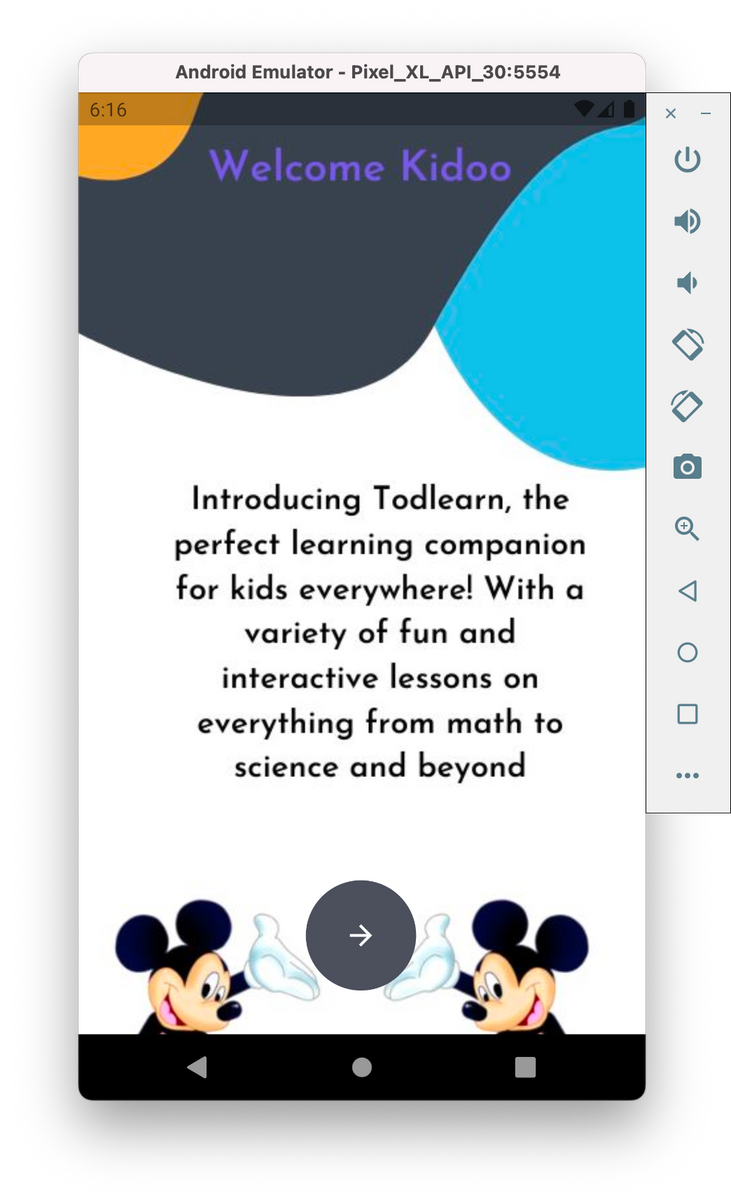 Android Emulator - Pixel_XL_API_30:5554
6:16
Welcome Kidoo
Introducing Todlearn, the
perfect learning companion
for kids everywhere! With a
variety of fun and
interactive lessons on
everything from math to
science and beyond